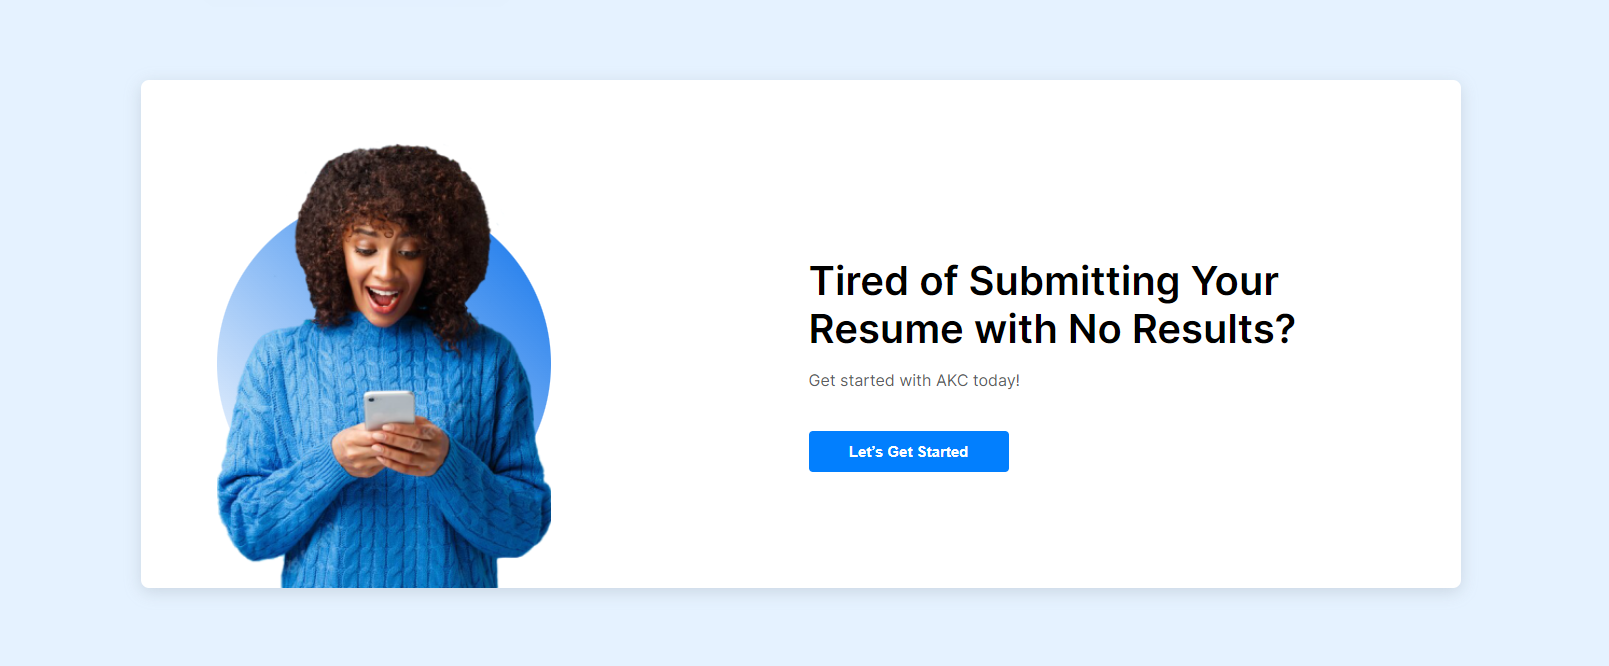 Tired of Submitting Your
Resume with No Results?
Get started with AKC today!
Let's Get Started